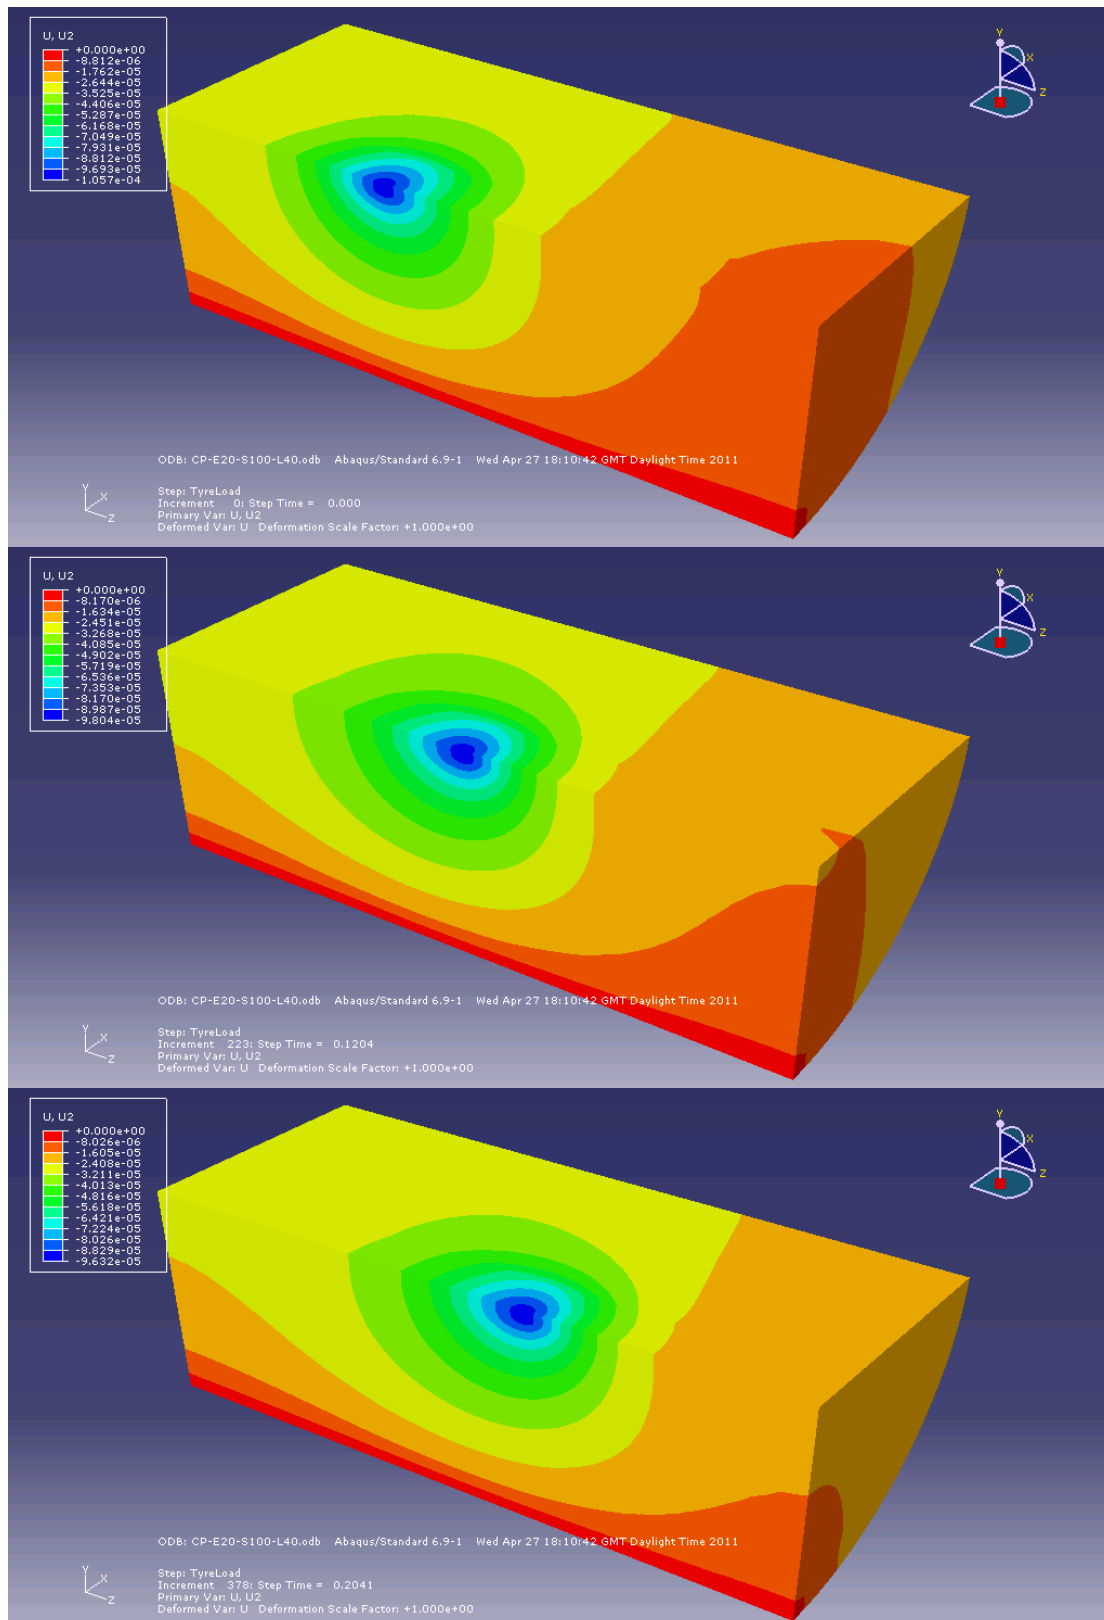 U, U2
+0.000e+00
-8.812e-06
-1.762e-05
-2.644e-05
-3.525e-05
-4.406e-05
-5.287e-05
-6.168e-05
-7.049e-05
-7.931e-05
-8.812e-05
-9.693e-05
-1.057e-04
Y
X
Z
ODB: CP-E20-S100-L40.odb Abaqus/Standard 6.9-1 Wed Apr 27 18:10:42 GMT Daylight Time 2011
Y
X
Z
Step: TyreLoad
Increment 0: Step Time = 0.000
Primary Var: U, U2
Deformed Var: U Deformation Scale Factor: +1.000e+00
U, U2
+0.000e+00
-8.170e-06
-1.634e-05
-2.451e-05
-3.268e-05
-4.085e-05
-4.902e-05
-5.719e-05
-6.536e-05
-7.353e-05
-8.170e-05
-8.987e-05
-9.804e-05
Y
X
Z
ODB: CP-E20-S100-L40.odb Abaqus/Standard 6.9-1 Wed Apr 27 18:10:42 GMT Daylight Time 2011
Y
X
Z
Step: TyreLoad
Increment 223: Step Time = 0.1204
Primary Var: U, U2
Deformed Var: U Deformation Scale Factor: +1.000e+00
U, U2
+0.000e+00
-8.026e-06
-1.605e-05
-2.408e-05
-3.211e-05
-4.013e-05
-4.816e-05
-5.618e-05
-6.421e-05
-7.224e-05
-8.026e-05
-8.829e-05
-9.632e-05
Y
X
Z
ODB: CP-E20-S100-L40.odb Abaqus/Standard 6.9-1 Wed Apr 27 18:10:42 GMT Daylight Time 2011
Y
X
Z
Step: TyreLoad
Increment 378: Step Time = 0.2041
Primary Var: U, U2
Deformed Var: U Deformation Scale Factor: +1.000e+00